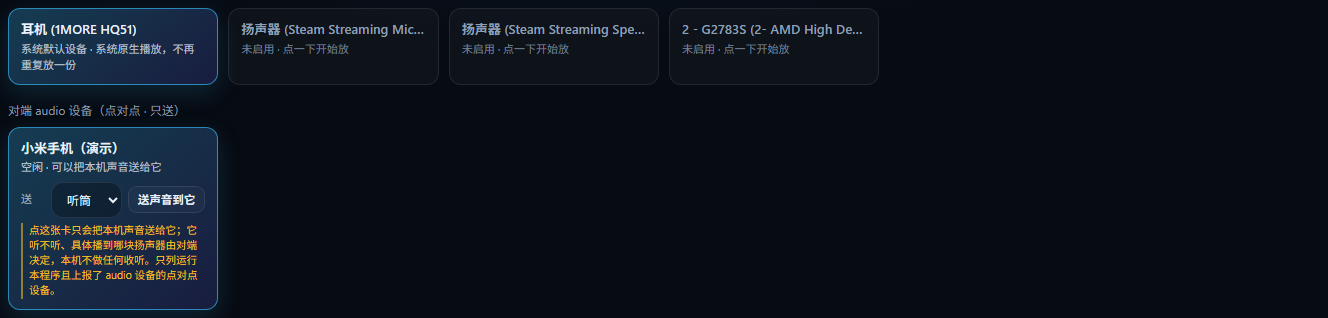 耳机 (1MORE HQ51)
系统默认设备 · 系统原生播放，不再
重复放一份
扬声器 (Steam Streaming Mic...
未启用 · 点一下开始放
扬声器 (Steam Streaming Spe...
未启用 · 点一下开始放
2 - G2783S (2- AMD High De...
未启用 · 点一下开始放
对端 audio 设备（点对点 · 只送）
小米手机（演示）
空闲 · 可以把本机声音送给它
送 听筒 送声音到它
点这张卡只会把本机声音送给它；它
听不听、具体播到哪块扬声器由对端
决定，本机不做任何收听。只列运行
本程序且上报了 audio 设备的点对点
设备。